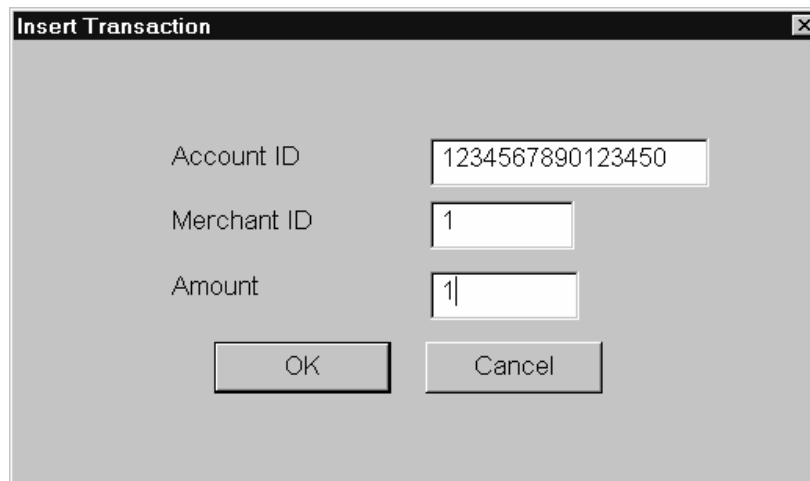 Insert Transaction
Account ID 1234567890123450
Merchant ID 1
Amount 1
OK Cancel